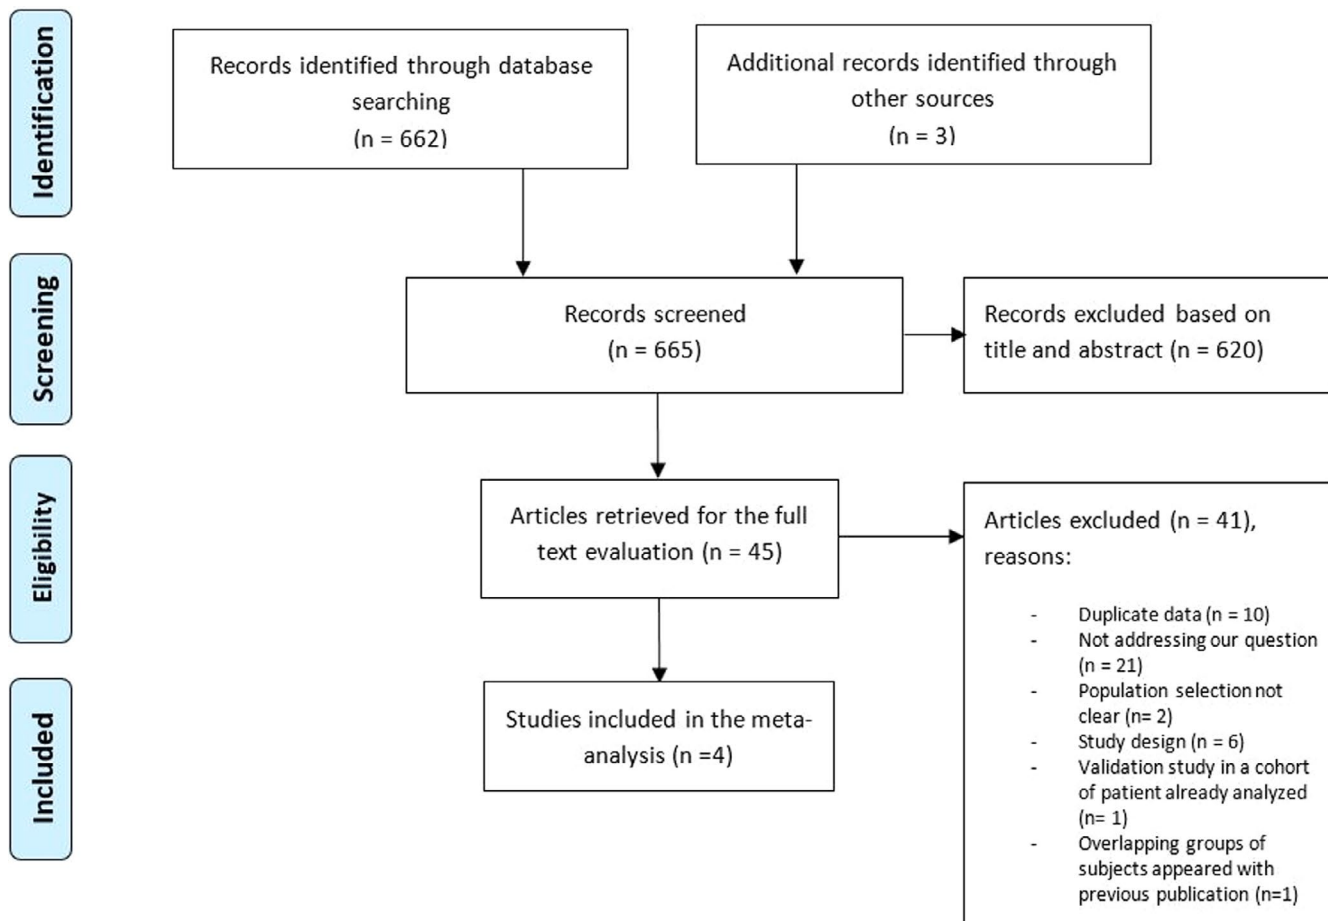 Identification
Records identified through database
searching
(n = 662)
Additional records identified through
other sources
(n = 3)
Screening
Records screened
(n = 665)
Records excluded based on
title and abstract (n = 620)
Eligibility
Articles retrieved for the full
text evaluation (n = 45)
Articles excluded (n = 41),
reasons:
- Duplicate data (n = 10)
- Not addressing our question
(n = 21)
- Population selection not
clear (n= 2)
- Study design (n = 6)
- Validation study in a cohort
of patient already analyzed
(n= 1)
- Overlapping groups of
subjects appeared with
previous publication (n=1)
Included
Studies included in the meta-
analysis (n =4)